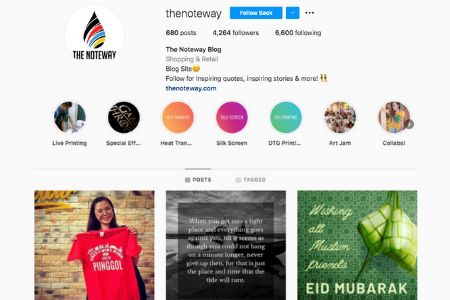 thenoteway
Follow Back
680 posts 4,264 followers 6,600 following
THE NOTEWAY
The Noteway Blog
Shopping & Retail
Blog Site😊
Follow for Inspiring quotes, inspiring stories & more! 👯
thenoteway.com
Live Printing
Special Eff...
Heat Tran...
Silk Screen
DTG Printi...
Art Jam
Collabs!
HEAT TRANSFER
SILK SCREEN
DTG PRINTING
POSTS
TAGGED
PUNGGOL
When you get into a tight
place and everything goes
against you, till it seems as
though you could not hang
on a minute longer, never
give up then, for that is just
the place and time that the
tide will turn.
Wishing
all
Muslim
friends
EID MUBARAK